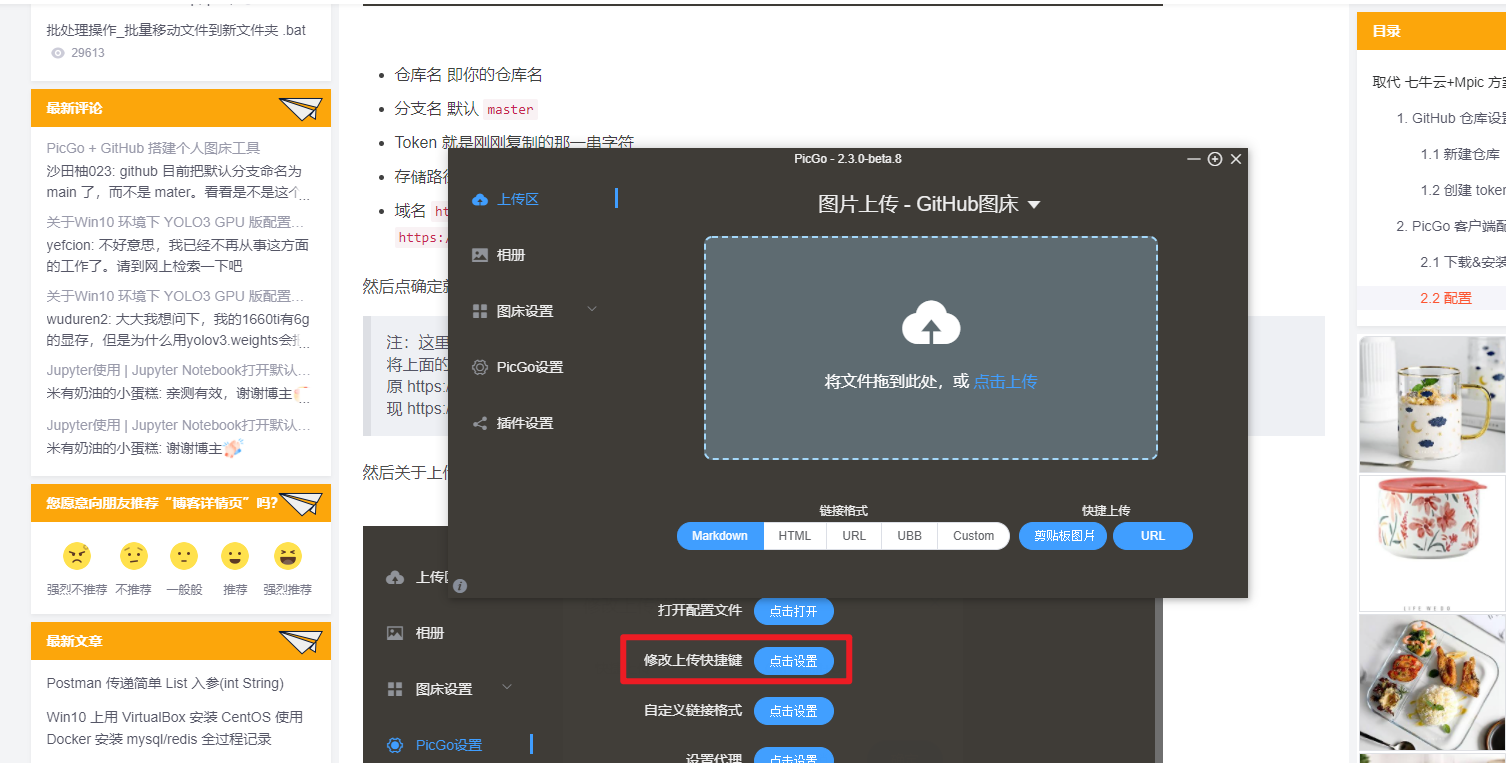 批处理操作_批量移动文件到新文件夹 .bat
29613
最新评论
PicGo + GitHub 搭建个人图床工具
沙田柚023: github 目前把默认分支命名为
main 了，而不是 mater。看看是不是这个...
关于Win10 环境下 YOLO3 GPU 版配置...
yefcion: 不好意思，我已经不再从事这方面
的工作了。请到网上检索一下吧
关于Win10 环境下 YOLO3 GPU 版配置...
wuduren2: 大大我想问下，我的1660ti有6g
的显存，但是为什么用yolov3.weights会...
Jupyter使用 | Jupyter Notebook打开默认...
米有奶油的小蛋糕: 亲测有效，谢谢博主...
Jupyter使用 | Jupyter Notebook打开默认...
米有奶油的小蛋糕: 谢谢博主
您愿意向朋友推荐“博客详情页”吗?
强烈不推荐 不推荐 一般般 推荐 强烈推荐
最新文章
Postman 传递简单 List 入参(int String)
Win10 上用 VirtualBox 安装 CentOS 使用
Docker 安装 mysql/redis 全过程记录
仓库名 即你的仓库名
分支名 默认 master
Token 就是刚刚复制的那一串字符
存储路
域名 ht
https:/
然后点确定
注：这里
将上面的
原 https:/
现 https:/
然后关于上
PicGo - 2.3.0-beta.8
上传区
相册
图床设置
PicGo设置
插件设置
图片上传 - GitHub图床
将文件拖到此处，或 点击上传
链接格式
Markdown HTML URL UBB Custom
快捷上传
剪贴板图片 URL
上传
相册
图床设置
PicGo设置
打开配置文件 点击打开
修改上传快捷键 点击设置
自定义链接格式 点击设置
设置代理 点击设置
目录
取代 七牛云+Mpic 方
1. GitHub 仓库设
1.1 新建仓库
1.2 创建 token
2. PicGo 客户端
2.1 下载&安
2.2 配置
LIFE WE DO